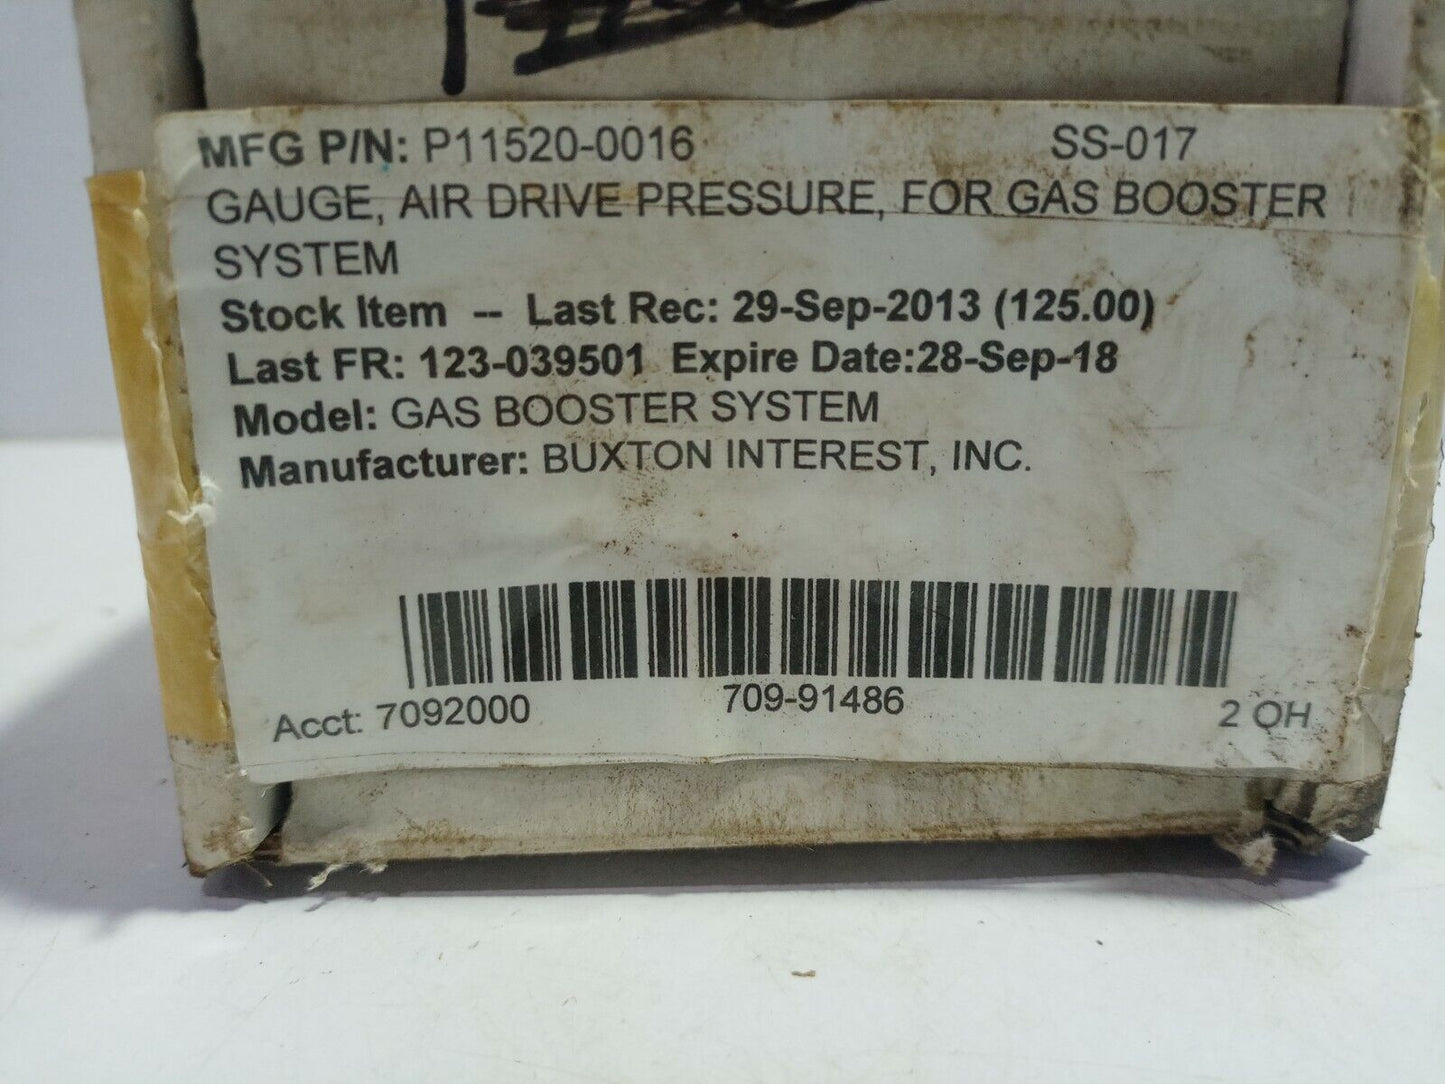 MFG P/N: P11520-0016 SS-017
GAUGE, AIR DRIVE PRESSURE, FOR GAS BOOSTER
SYSTEM
Stock Item -- Last Rec: 29-Sep-2013 (125.00)
Last FR: 123-039501 Expire Date:28-Sep-18
Model: GAS BOOSTER SYSTEM
Manufacturer: BUXTON INTEREST, INC.
Acct: 7092000 709-91486 2 OH